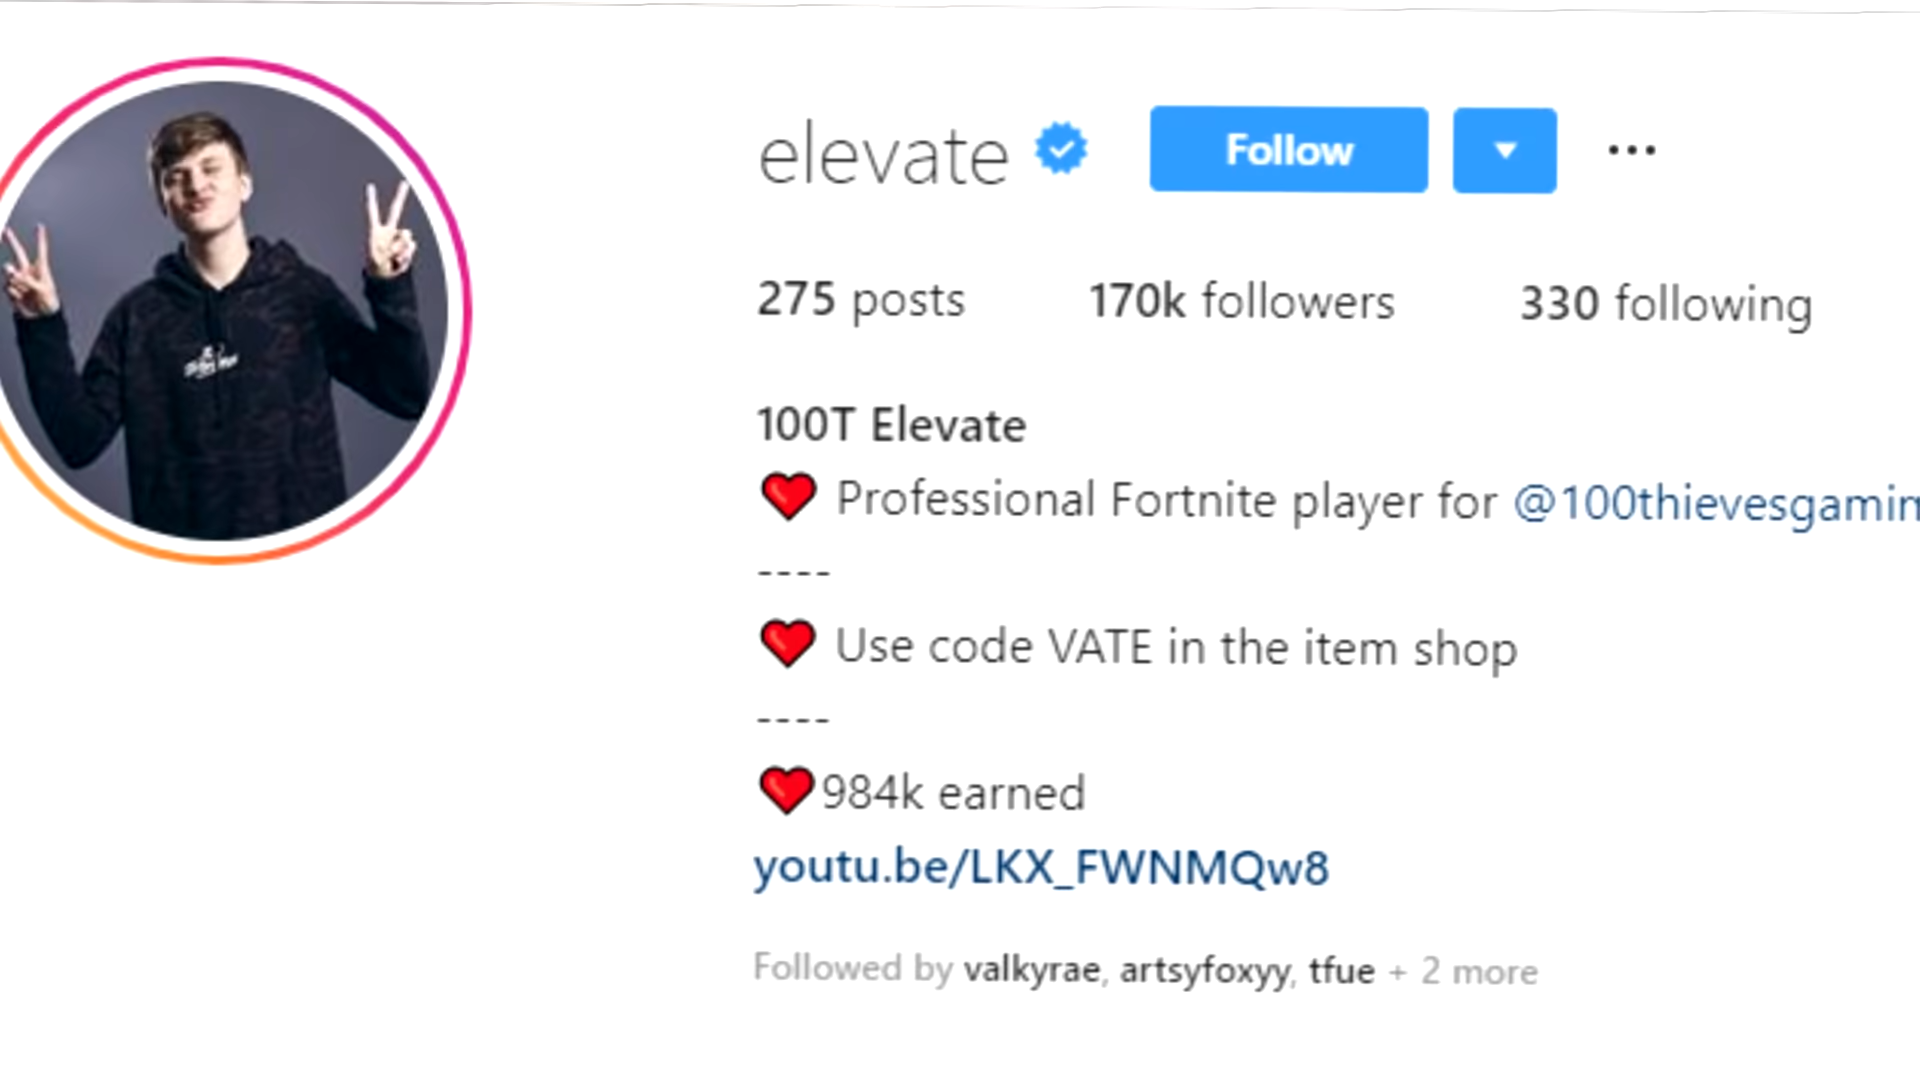 elevate Follow ...
275 posts 170k followers 330 following
100T Elevate
❤️ Professional Fortnite player for @100thievesgamin
----
❤️ Use code VATE in the item shop
----
❤️984k earned
youtu.be/LKX_FWNMQw8
Followed by valkyrae, artsyfoxyy, tfue + 2 more